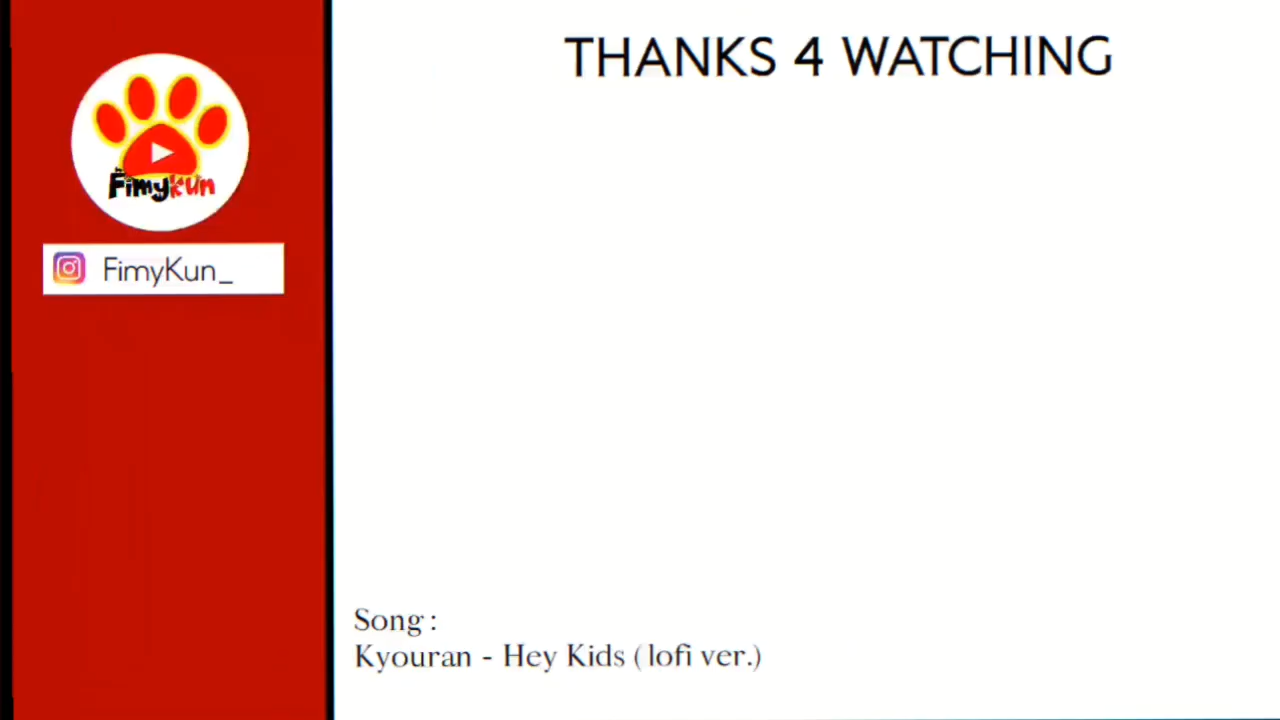 THANKS 4 WATCHING
FimyKun
FimyKun_
Song :
Kyouran - Hey Kids ( lofi ver.)